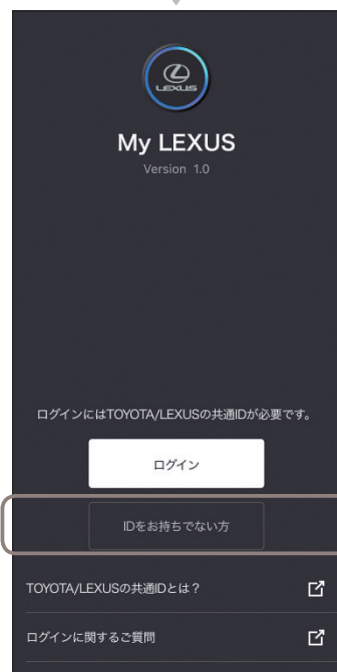 LEXUS
My LEXUS
Version 1.0
ログインにはTOYOTA/LEXUSの共通IDが必要です。
ログイン
IDをお持ちでない方
TOYOTA/LEXUSの共通IDとは？
ログインに関するご質問